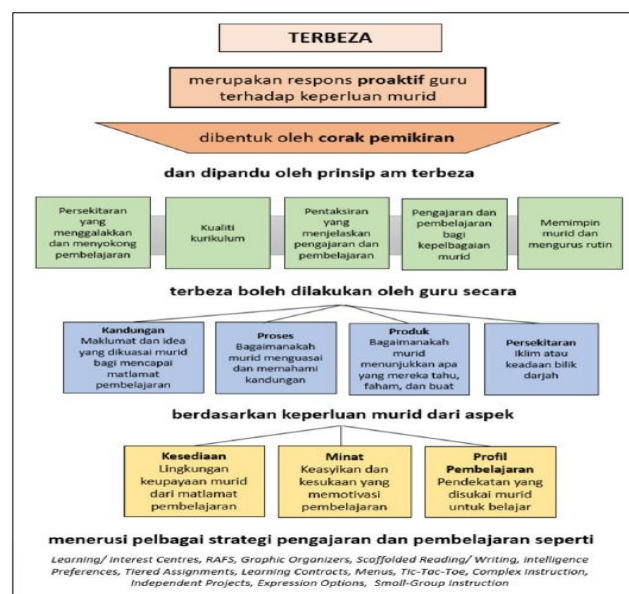 TERBEZA
merupakan respons proaktif guru
terhadap keperluan murid
dibentuk oleh corak pemikiran
dan dipandu oleh prinsip am terbeza
Persekitaran
yang
menggalakkan
dan menyokong
pembelajaran
Kualiti
kurikulum
Pentaksiran
yang
menjelaskan
pengajaran dan
pembelajaran
Pengajaran dan
pembelajaran
bagi
kepelbagaian
murid
Memimpin
murid dan
mengurus rutin
terbeza boleh dilakukan oleh guru secara
Kandungan
Maklumat dan idea
yang dikuasai murid
bagi mencapai
matlamat
pembelajaran
Proses
Bagaimanakah
murid menguasai
dan memahami
kandungan
Produk
Bagaimanakah
murid
menunjukkan apa
yang mereka tahu,
faham, dan buat
Persekitaran
Iklim atau
keadaan bilik
darjah
berdasarkan keperluan murid dari aspek
Kesediaan
Lingkungan
keupayaan murid
dari matlamat
pembelajaran
Minat
Keasyikan dan
kesukaan yang
memotivasi
pembelajaran
Profil
Pembelajaran
Pendekatan yang
disukai murid
untuk belajar
menerusi pelbagai strategi pengajaran dan pembelajaran seperti
Learning/ Interest Centres, RAFS, Graphic Organizers, Scaffolded Reading/ Writing, intelligence
Preferences, Tiered Assignments, Learning Contracts, Menus, Tic-Tac-Toe, Complex Instruction,
Independent Projects, Expression Options, Small-Group Instruction